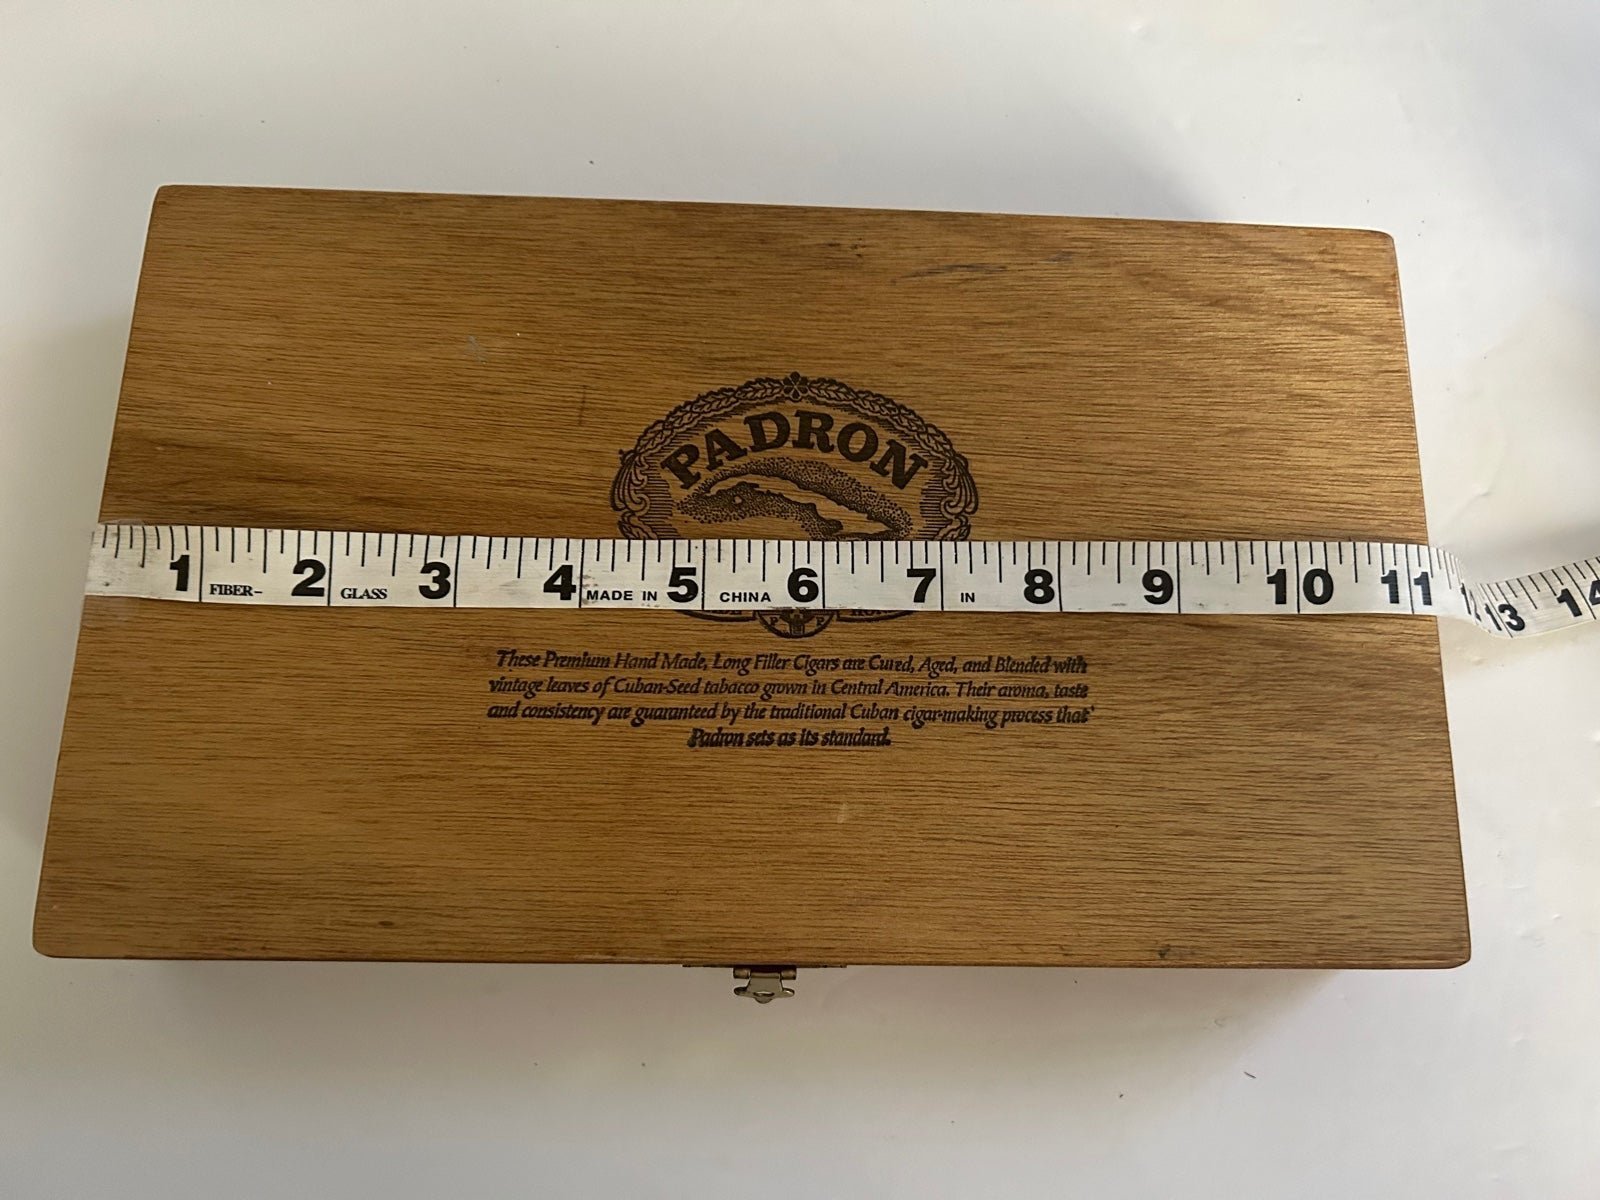 PADRON
1 FIBER- 2 GLASS 3 4 MADE IN 5 CHINA 6 7 IN 8 9 10 11 13 14
P P
These Premium Hand Made, Long Filler Cigars are Cured, Aged, and Blended with
vintage leaves of Cuban-Seed tabacco grown in Central America. Their aroma, taste
and consistency are guaranteed by the traditional Cuban cigar-making process that
Padron sets as its standard.